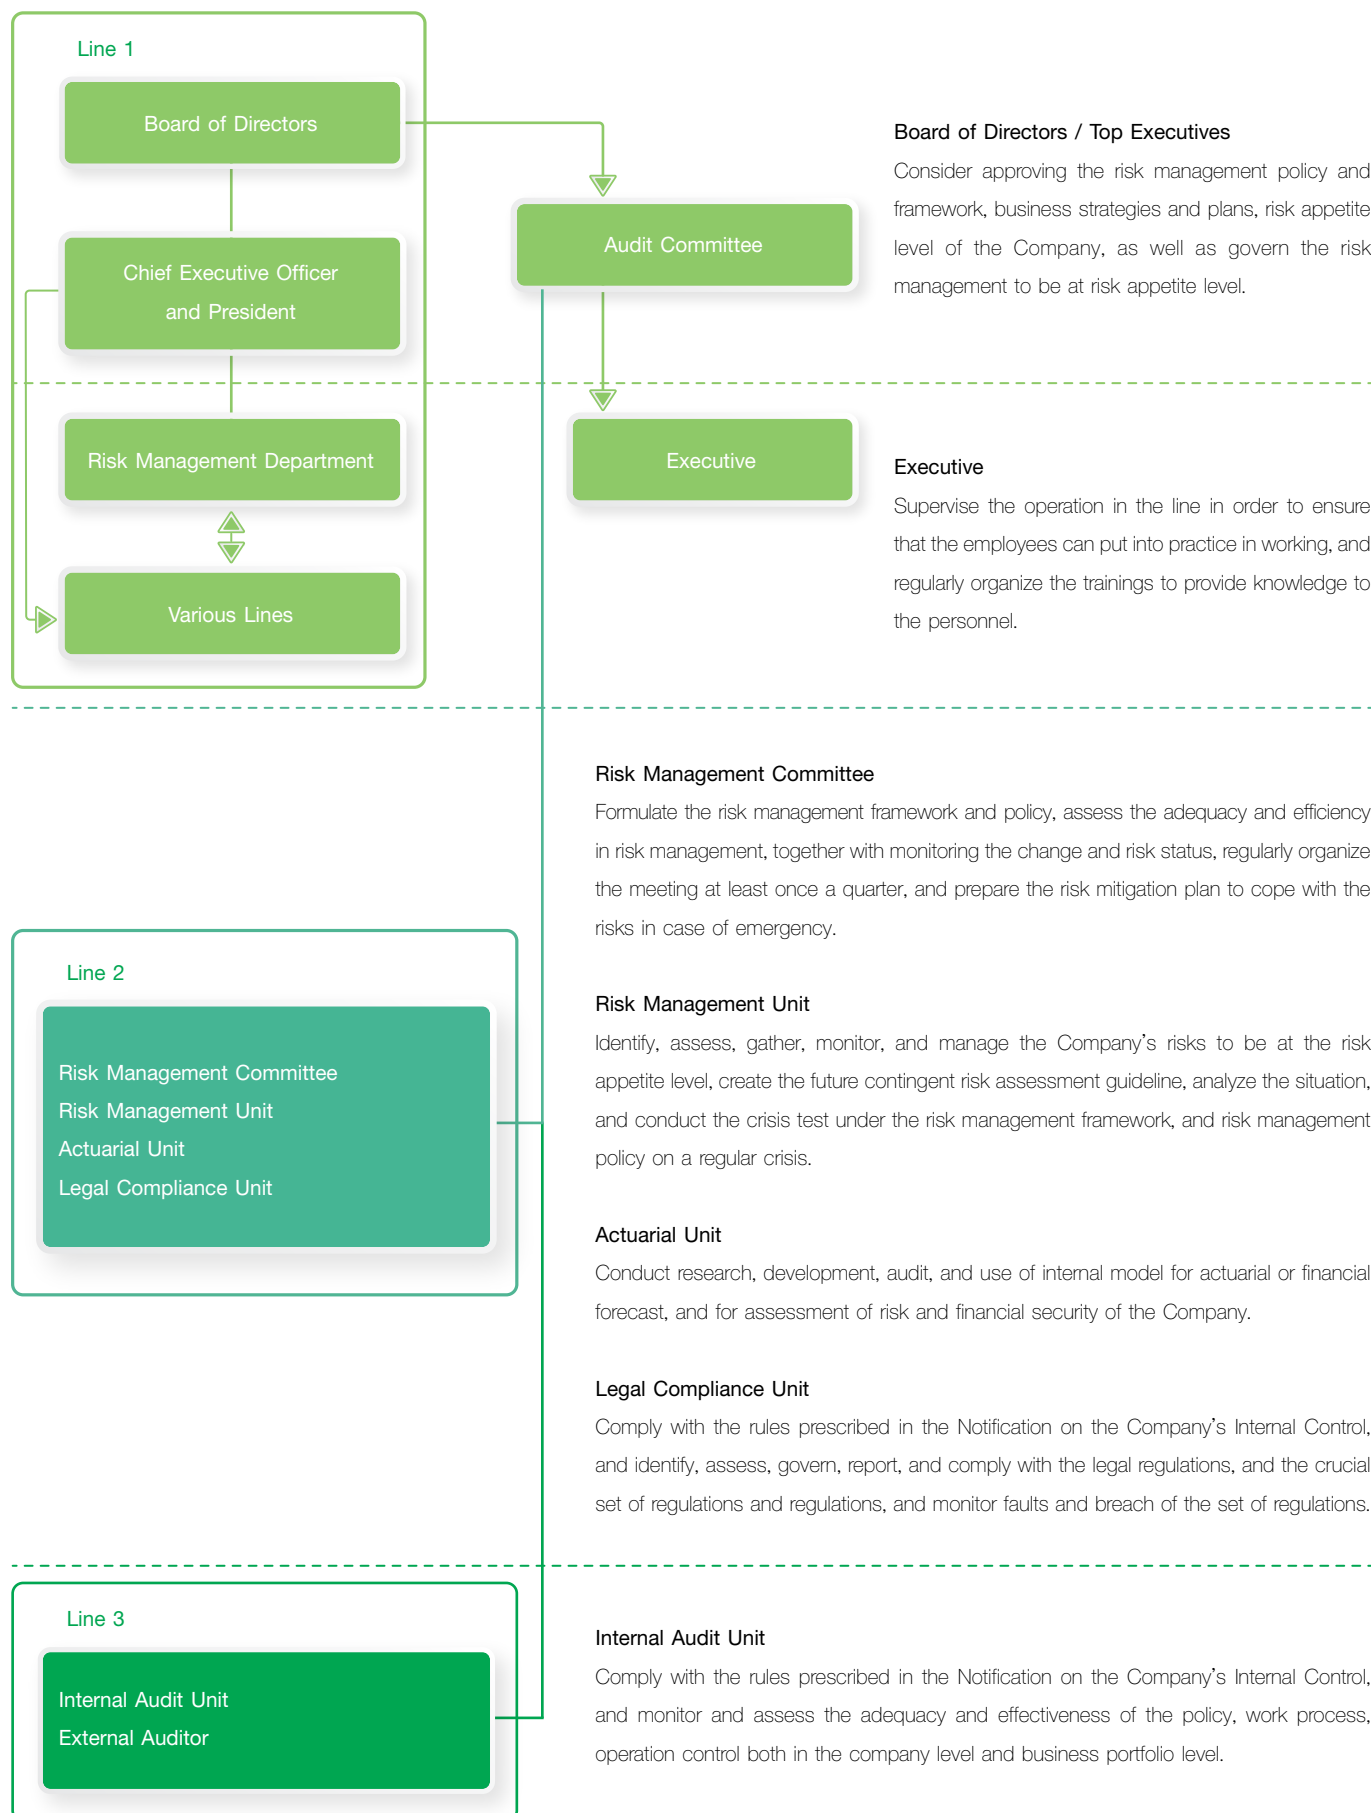 Line 1
Board of Directors
Board of Directors / Top Executives
Consider approving the risk management policy and
framework, business strategies and plans, risk appetite
level of the Company, as well as govern the risk
management to be at risk appetite level.
Audit Committee
Chief Executive Officer
and President
Risk Management Department
Executive
Executive
Supervise the operation in the line in order to ensure
that the employees can put into practice in working, and
regularly organize the trainings to provide knowledge to
the personnel.
Various Lines
Risk Management Committee
Formulate the risk management framework and policy, assess the adequacy and efficiency
in risk management, together with monitoring the change and risk status, regularly organize
the meeting at least once a quarter, and prepare the risk mitigation plan to cope with the
risks in case of emergency.
Line 2
Risk Management Committee
Risk Management Unit
Actuarial Unit
Legal Compliance Unit
Risk Management Unit
Identify, assess, gather, monitor, and manage the Company's risks to be at the risk
appetite level, create the future contingent risk assessment guideline, analyze the situation,
and conduct the crisis test under the risk management framework, and risk management
policy on a regular crisis.
Actuarial Unit
Conduct research, development, audit, and use of internal model for actuarial or financial
forecast, and for assessment of risk and financial security of the Company.
Legal Compliance Unit
Comply with the rules prescribed in the Notification on the Company's Internal Control,
and identify, assess, govern, report, and comply with the legal regulations, and the crucial
set of regulations and regulations, and monitor faults and breach of the set of regulations.
Line 3
Internal Audit Unit
External Auditor
Internal Audit Unit
Comply with the rules prescribed in the Notification on the Company's Internal Control,
and monitor and assess the adequacy and effectiveness of the policy, work process,
operation control both in the company level and business portfolio level.